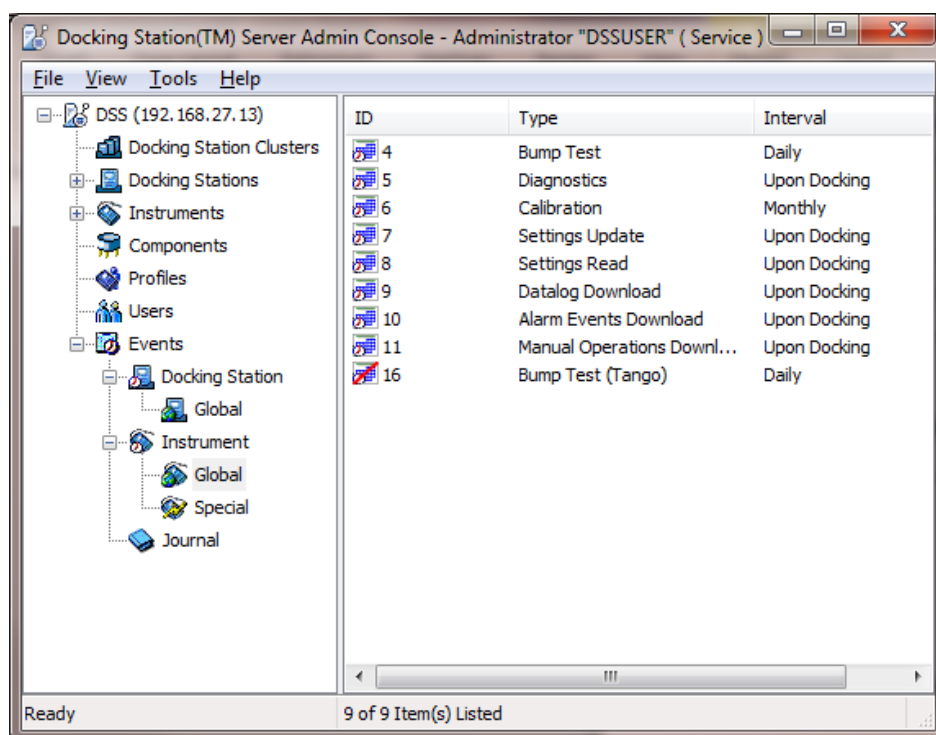 Docking Station(TM) Server Admin Console - Administrator "DSSUSER" ( Service )
File View Tools Help
DSS (192.168.27.13)
Docking Station Clusters
Docking Stations
Instruments
Components
Profiles
Users
Events
Docking Station
Global
Instrument
Global
Special
Journal
ID Type Interval
4 Bump Test Daily
5 Diagnostics Upon Docking
6 Calibration Monthly
7 Settings Update Upon Docking
8 Settings Read Upon Docking
9 Datalog Download Upon Docking
10 Alarm Events Download Upon Docking
11 Manual Operations Downl... Upon Docking
16 Bump Test (Tango) Daily
Ready 9 of 9 Item(s) Listed